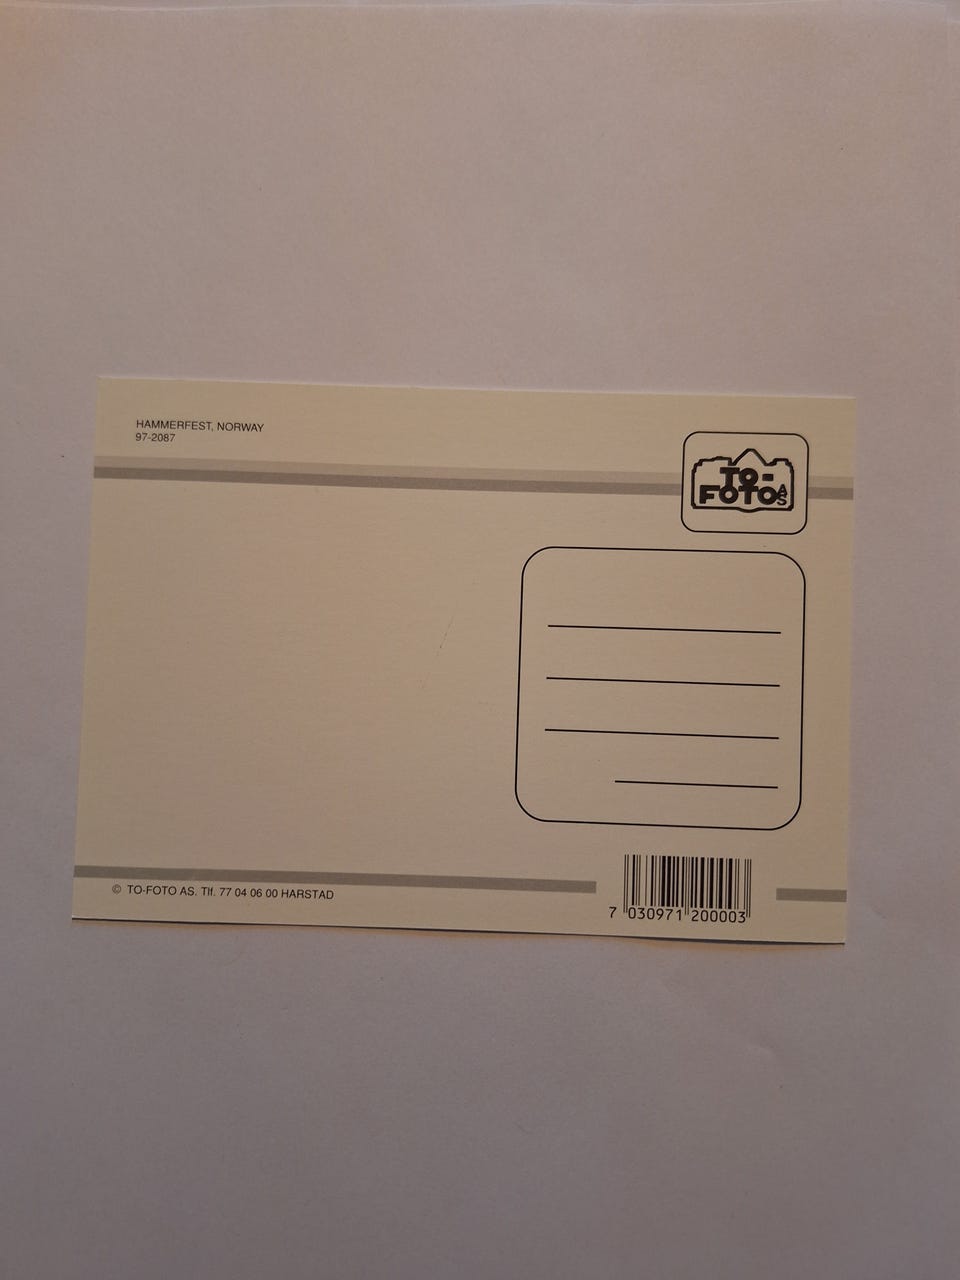 HAMMERFEST, NORWAY
97-2087
TO-
FOTO AS
© TO-FOTO AS. Tlf. 77 04 06 00 HARSTAD
7 030971 200003